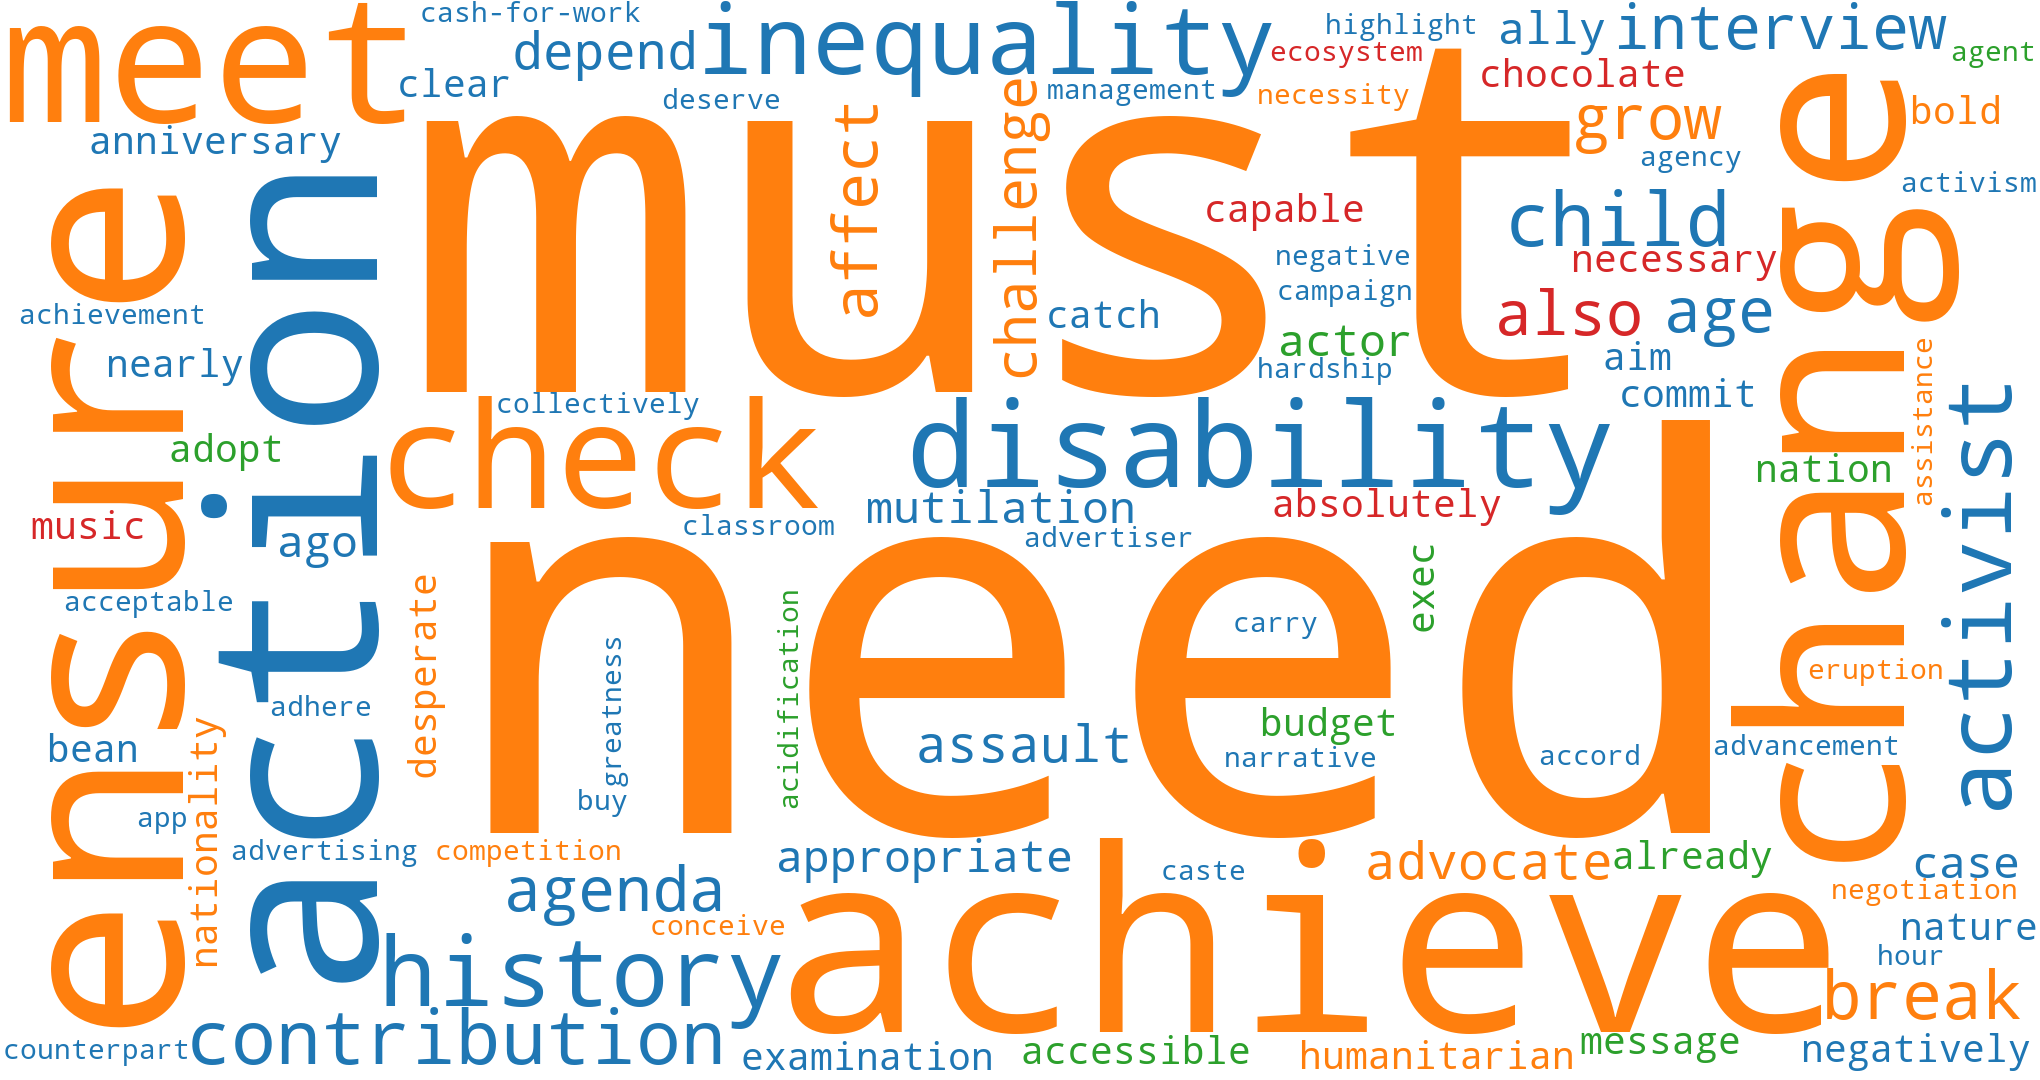 cash-for-work
meet
depend
inequality
highlight
ally
interview
ecosystem
agent
clear
deserve
management
necessity
chocolate
bold
anniversary
must
affect
challenge
grow
agency
activism
capable
child
change
ensure
action
negative
necessary
campaign
achievement
catch
also
age
nearly
actor
hardship
aim
commit
assistance
activist
collectively
check
disability
adopt
nation
mutilation
absolutely
music
ago
classroom
advertiser
need
exec
desperate
acceptable
acidification
carry
greatness
eruption
adhere
budget
bean
nationality
assault
narrative
accord
advancement
buy
app
advertising
competition
appropriate
caste
advocate
already
case
agenda
achieve
negotiation
conceive
nature
history
hour
break
contribution
counterpart
examination
accessible
humanitarian
message
negatively